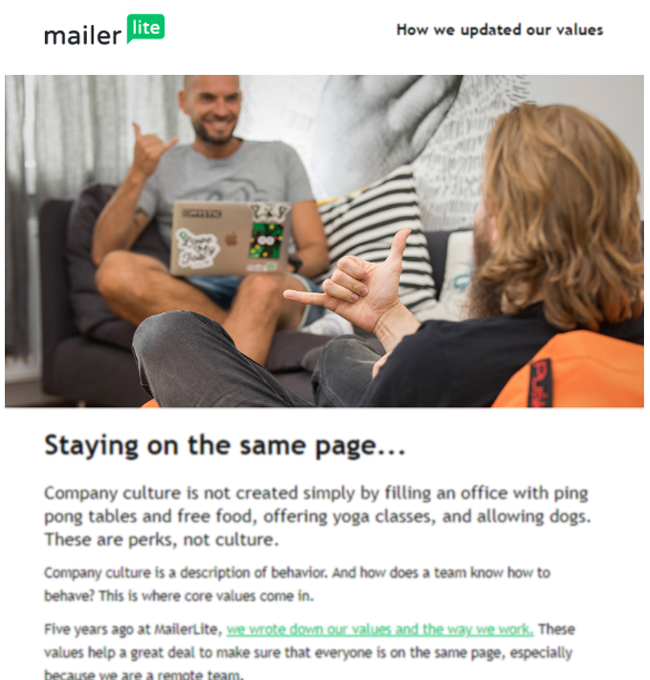 mailer lite
How we updated our values
Love
My
Job
Staying on the same page...
Company culture is not created simply by filling an office with ping
pong tables and free food, offering yoga classes, and allowing dogs.
These are perks, not culture.
Company culture is a description of behavior. And how does a team know how to
behave? This is where core values come in.
Five years ago at MailerLite, we wrote down our values and the way we work. These
values help a great deal to make sure that everyone is on the same page, especially
because we are a remote team.